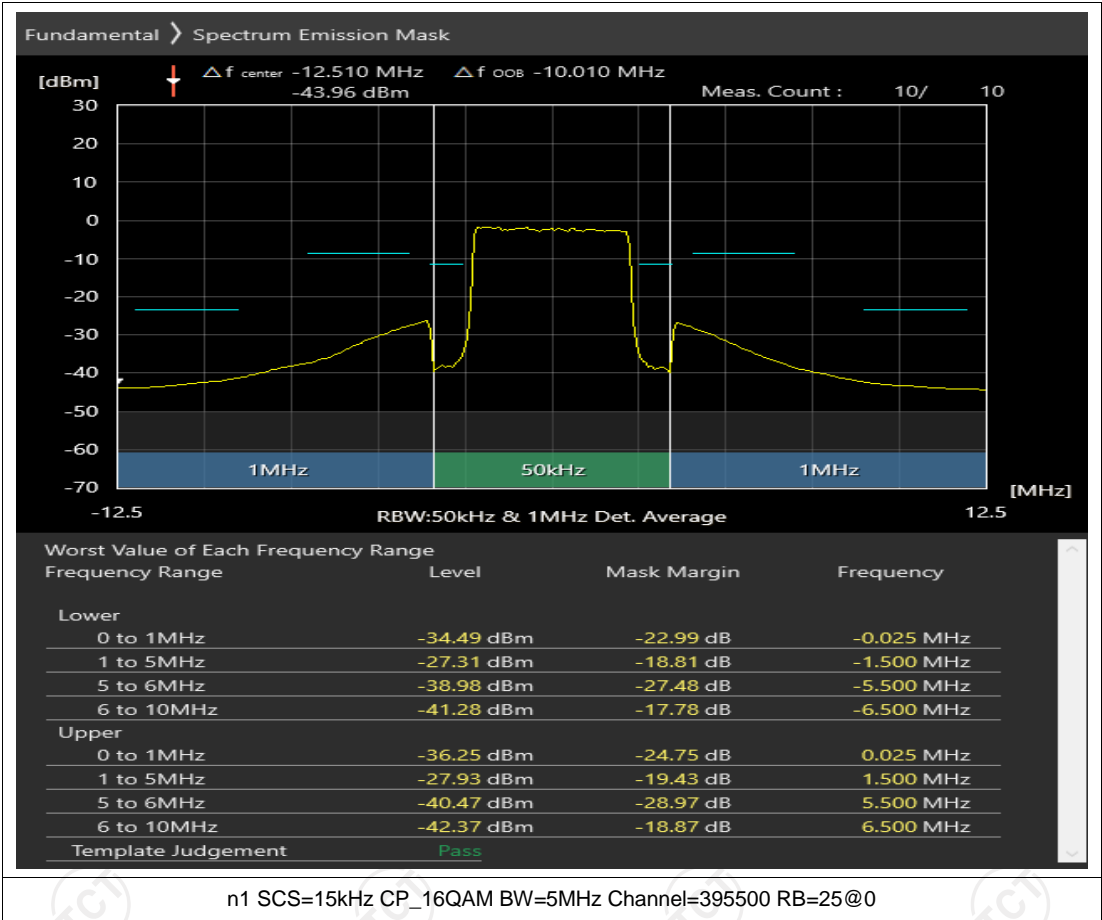 Fundamental ❯ Spectrum Emission Mask
[dBm] Δf center -12.510 MHz Δf OOB -10.010 MHz
-43.96 dBm Meas. Count : 10/ 10
30
20
10
0
-10
-20
-30
-40
-50
-60
-70
1MHz 50kHz 1MHz
[MHz]
-12.5 RBW:50kHz & 1MHz Det. Average 12.5
Worst Value of Each Frequency Range
Frequency Range Level Mask Margin Frequency
Lower
0 to 1MHz -34.49 dBm -22.99 dB -0.025 MHz
1 to 5MHz -27.31 dBm -18.81 dB -1.500 MHz
5 to 6MHz -38.98 dBm -27.48 dB -5.500 MHz
6 to 10MHz -41.28 dBm -17.78 dB -6.500 MHz
Upper
0 to 1MHz -36.25 dBm -24.75 dB 0.025 MHz
1 to 5MHz -27.93 dBm -19.43 dB 1.500 MHz
5 to 6MHz -40.47 dBm -28.97 dB 5.500 MHz
6 to 10MHz -42.37 dBm -18.87 dB 6.500 MHz
Template Judgement Pass
n1 SCS=15kHz CP_16QAM BW=5MHz Channel=395500 RB=25@0
TCT TCT TCT